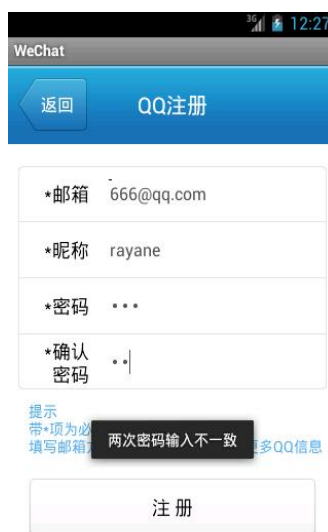 3G 12:27
WeChat
返回 QQ注册
*邮箱 666@qq.com
*昵称 rayane
*密码 •••
*确认
密码 ••
提示
带*项为必
填写邮箱 更多QQ信息
两次密码输入不一致
注 册